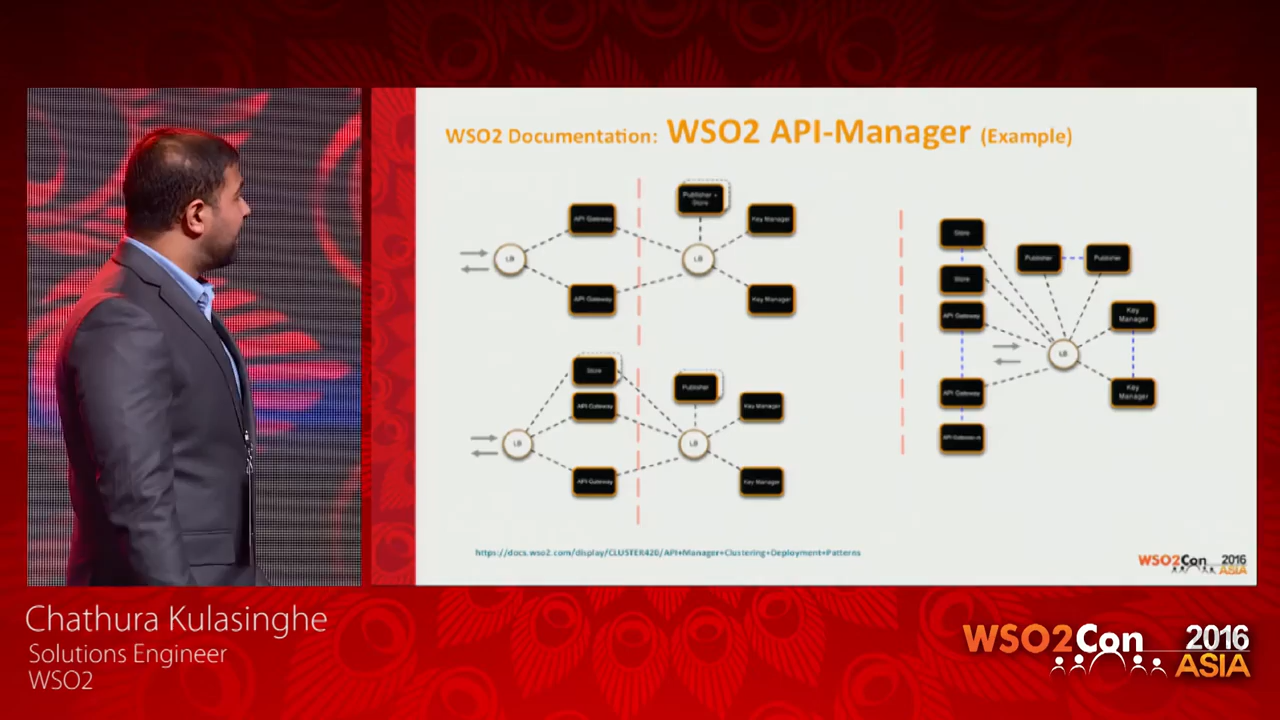 WSO2 Documentation: WSO2 API-Manager (Example)
Publisher +
Store
API Gateway
Key Manager
LB
LB
API Gateway
Key Manager
Store
Publisher
API Gateway
Key Manager
LB
LB
API Gateway
Key Manager
Store
Publisher
Publisher
Store
API Gateway
Key
Manager
LB
API Gateway
Key
Manager
https://docs.wso2.com/display/CLUSTER420/API+Manager+Clustering+Deployment+Patterns
WSO2Con 2016
ASIA
Chathura Kulasinghe
Solutions Engineer
WSO2
WSO2Con 2016
ASIA